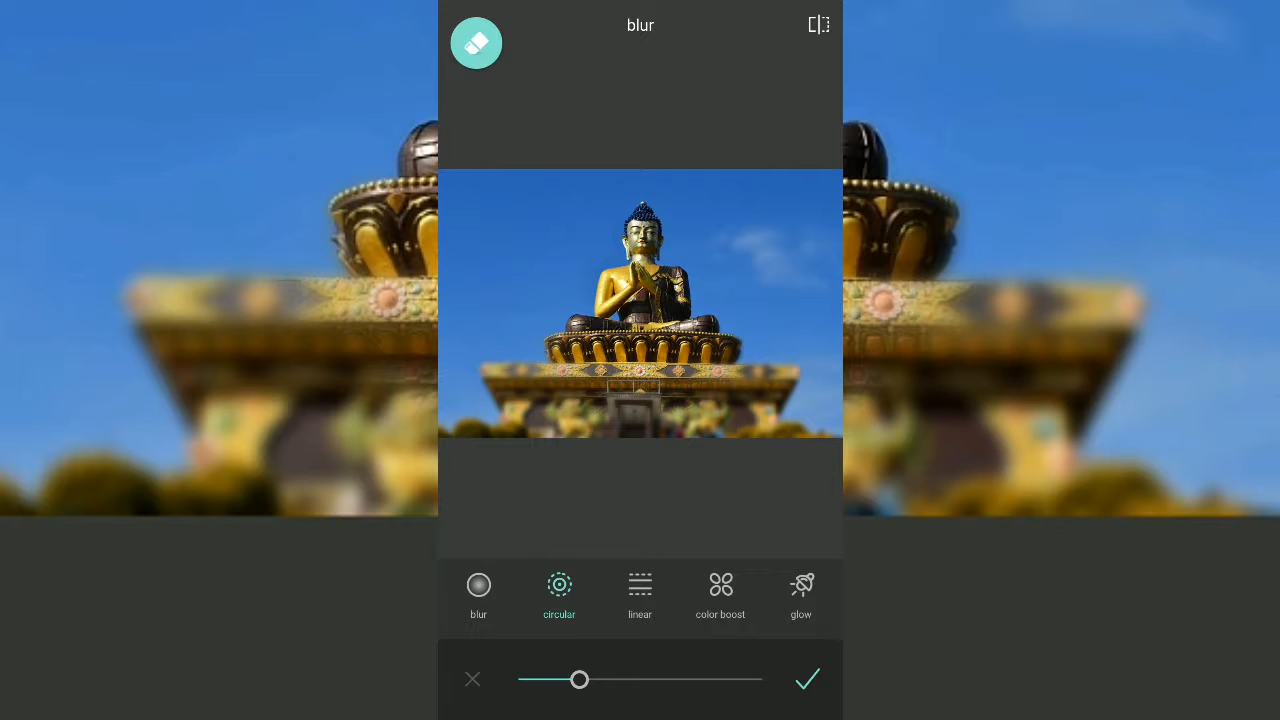 blur
blur
circular
linear
color boost
glow